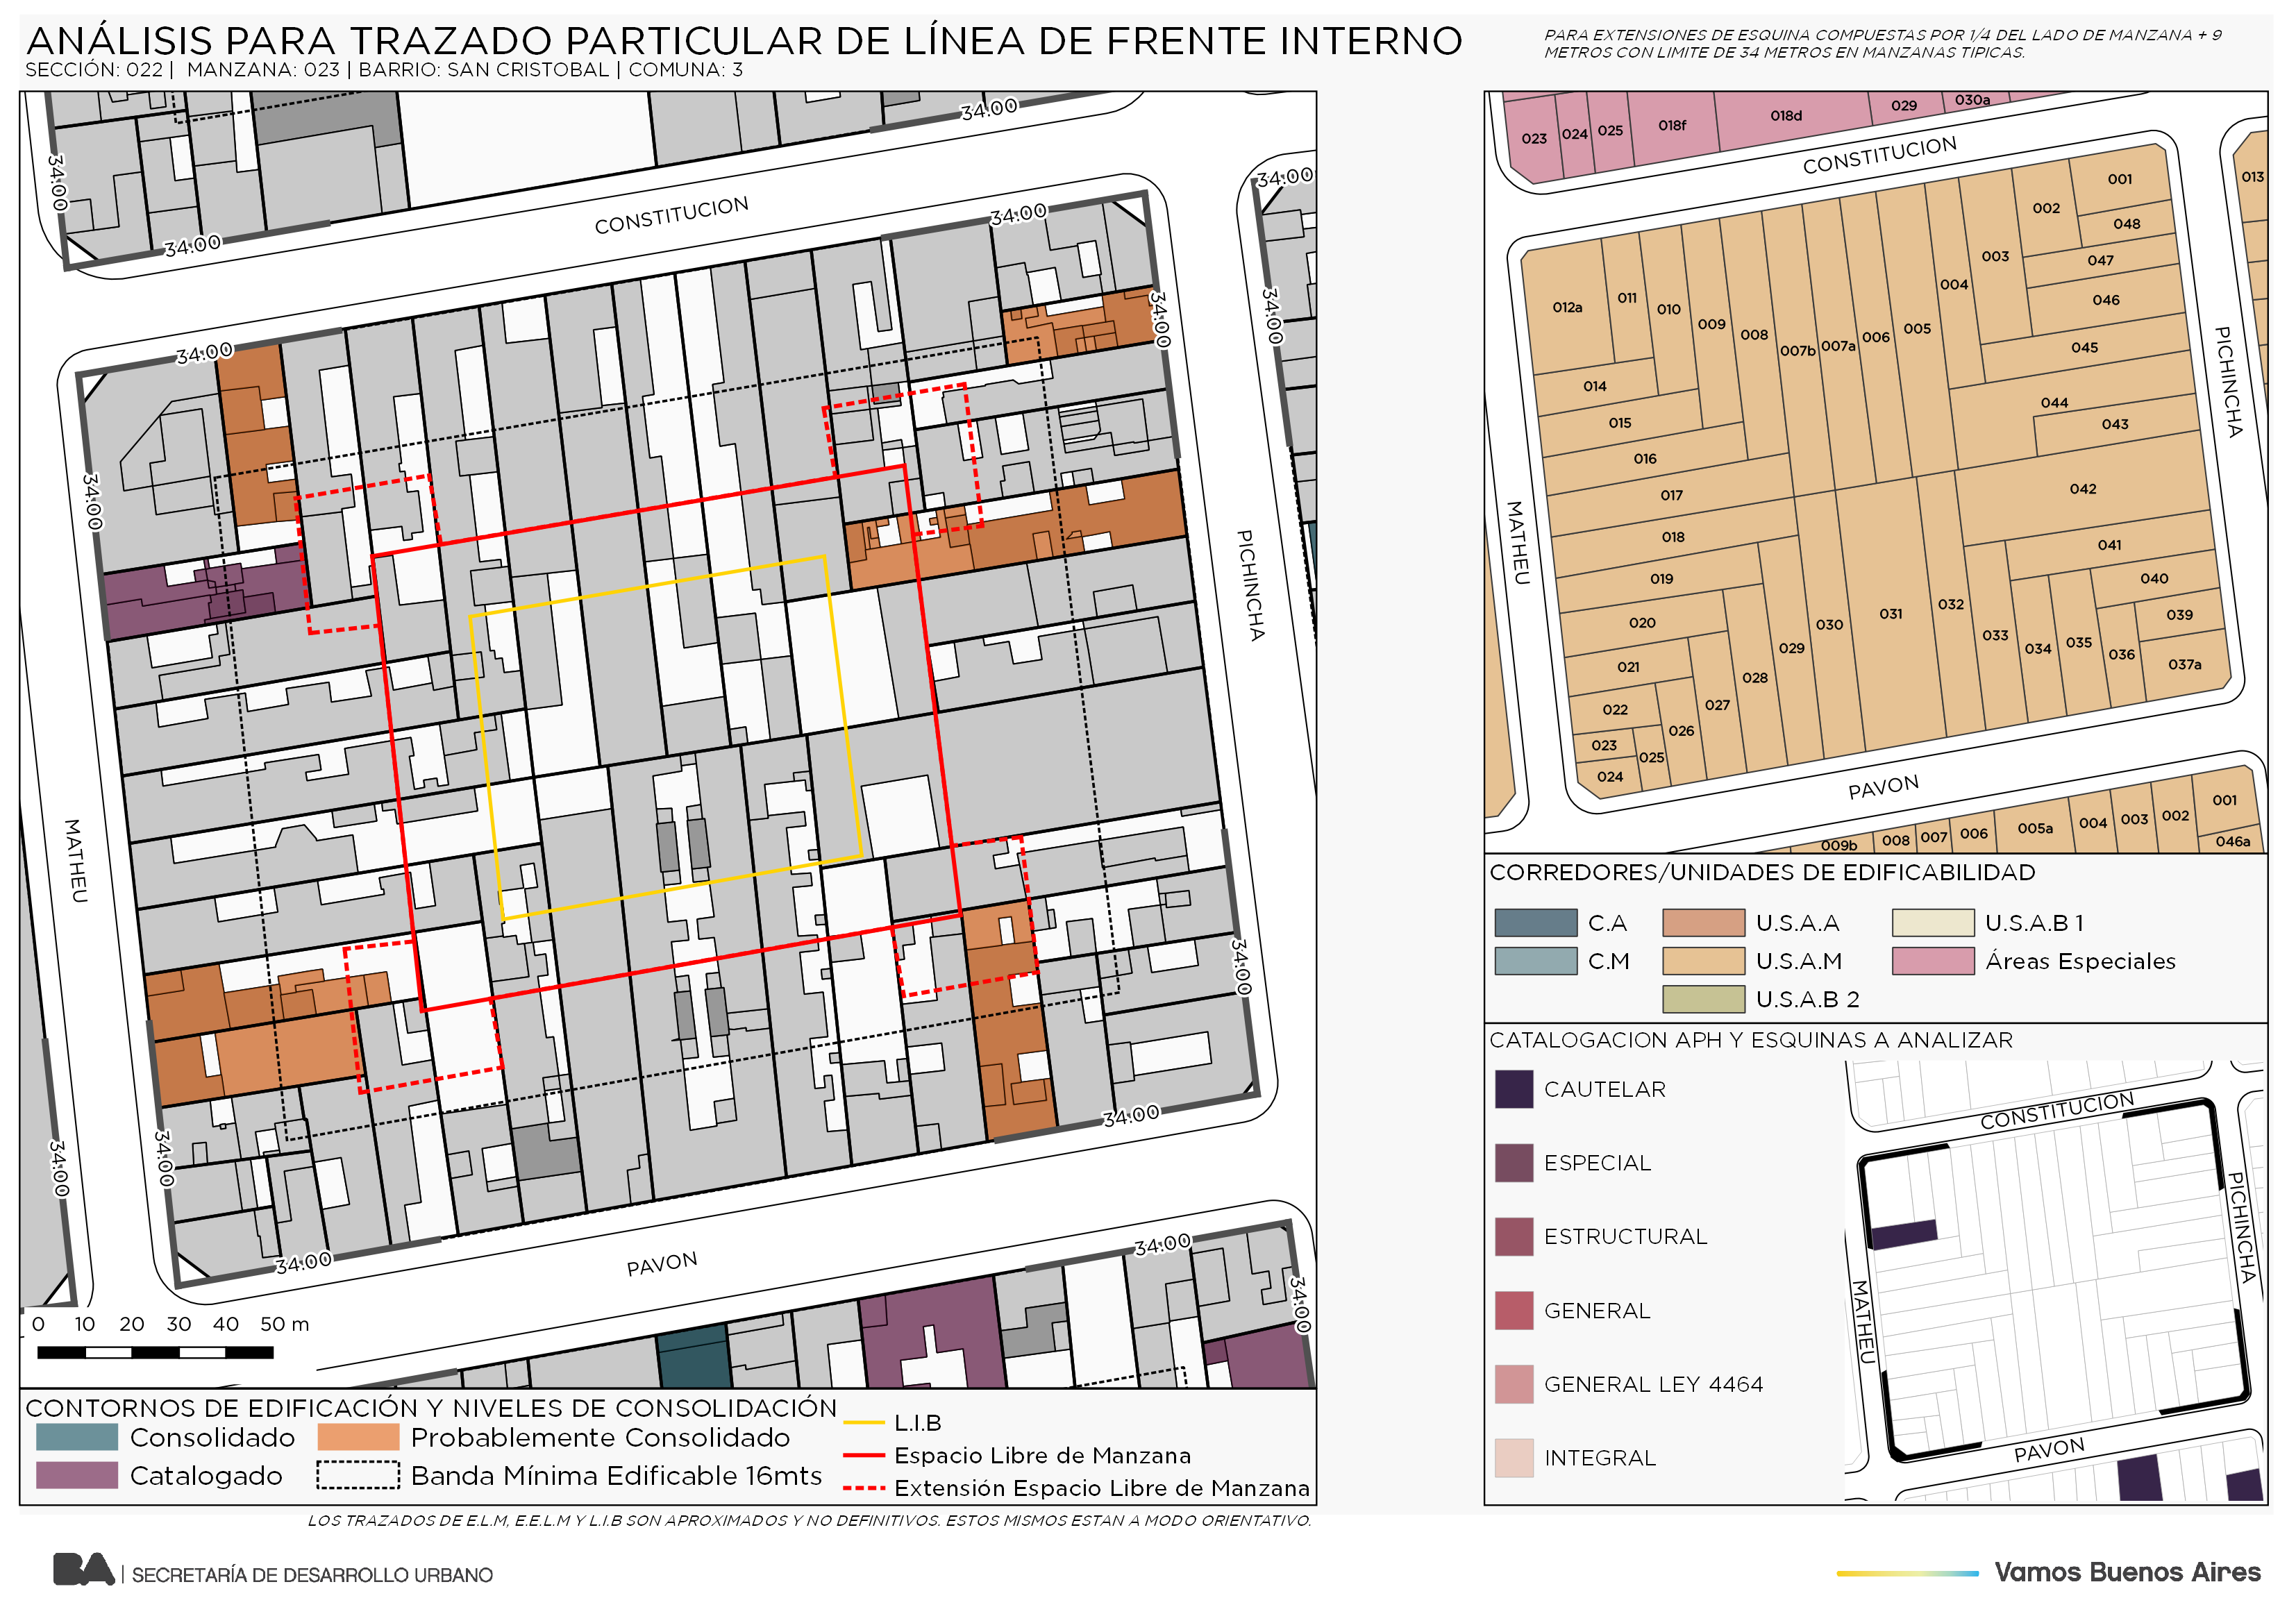 ANÁLISIS PARA TRAZADO PARTICULAR DE LÍNEA DE FRENTE INTERNO
SECCIÓN: 022 | MANZANA: 023 | BARRIO: SAN CRISTOBAL | COMUNA: 3
PARA EXTENSIONES DE ESQUINA COMPUESTAS POR 1/4 DEL LADO DE MANZANA + 9
METROS CON LIMITE DE 34 METROS EN MANZANAS TIPICAS.
34:00
34:00
34:00
34:00
34:00
CONSTITUCION
34:00
34:00
34:00
34:00
34:00
PICHINCHA
MATHEU
34:00
34:00
34:00
34:00
34:00
PAVON
34:00
34:00
0 10 20 30 40 50 m
CONTORNOS DE EDIFICACIÓN Y NIVELES DE CONSOLIDACIÓN
Consolidado
Probablemente Consolidado
Catalogado
Banda Mínima Edificable 16mts
L.I.B
Espacio Libre de Manzana
Extensión Espacio Libre de Manzana
LOS TRAZADOS DE E.L.M, E.E.L.M Y L.I.B SON APROXIMADOS Y NO DEFINITIVOS. ESTOS MISMOS ESTAN A MODO ORIENTATIVO.
023
024
025
018f
018d
029
030a
CONSTITUCION
013
001
002
048
003
047
046
004
045
012a
011
010
009
008
007b
007a
006
005
044
043
014
015
016
017
042
018
041
019
040
020
039
021
037a
031
032
030
033
034
035
036
029
028
027
022
026
023
025
024
MATHEU
PICHINCHA
PAVON
009b
008
007
006
005a
004
003
002
001
046a
CORREDORES/UNIDADES DE EDIFICABILIDAD
C.A
U.S.A.A
U.S.A.B 1
C.M
U.S.A.M
Áreas Especiales
U.S.A.B 2
CATALOGACION APH Y ESQUINAS A ANALIZAR
CAUTELAR
ESPECIAL
ESTRUCTURAL
GENERAL
GENERAL LEY 4464
INTEGRAL
CONSTITUCION
PICHINCHA
MATHEU
PAVON
BA | SECRETARÍA DE DESARROLLO URBANO
Vamos Buenos Aires